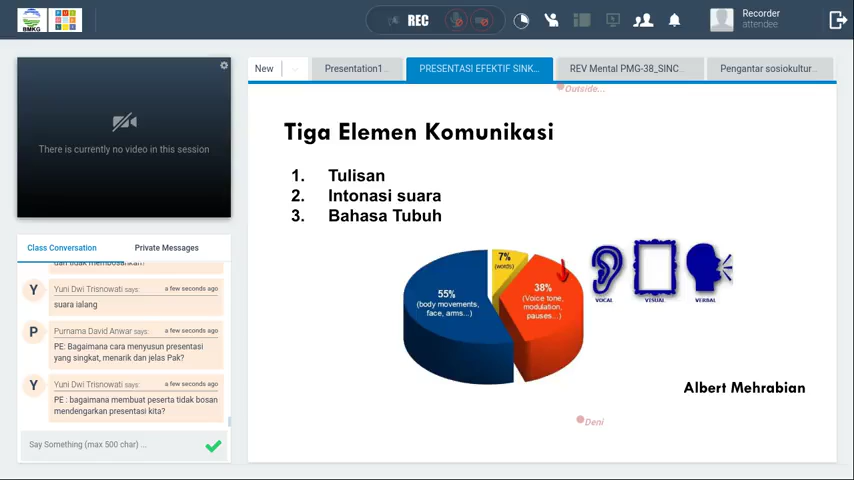 BMKG
REC
Recorder
attendee
There is currently no video in this session
New
Presentation1..
PRESENTASI EFEKTIF SINK...
REV Mental PMG-38_SINC...
Pengantar sosiokultur...
Outside...
Tiga Elemen Komunikasi
1. Tulisan
2. Intonasi suara
3. Bahasa Tubuh
7%
(words)
38%
(Voice tone,
modulation,
pauses...)
55%
(body movements,
face, arms...)
VOCAL
VISUAL
VERBAL
Albert Mehrabian
Deni
Class Conversation
Private Messages
dan tidak membosankan?
Y
Yuni Dwi Trisnowati says:
a few seconds ago
suara ialang
P
Purnama David Anwar says:
a few seconds ago
PE: Bagaimana cara menyusun presentasi
yang singkat, menarik dan jelas Pak?
Y
Yuni Dwi Trisnowati says:
a few seconds ago
PE : bagaimana membuat peserta tidak bosan
mendengarkan presentasi kita?
Say Something (max 500 char) ...